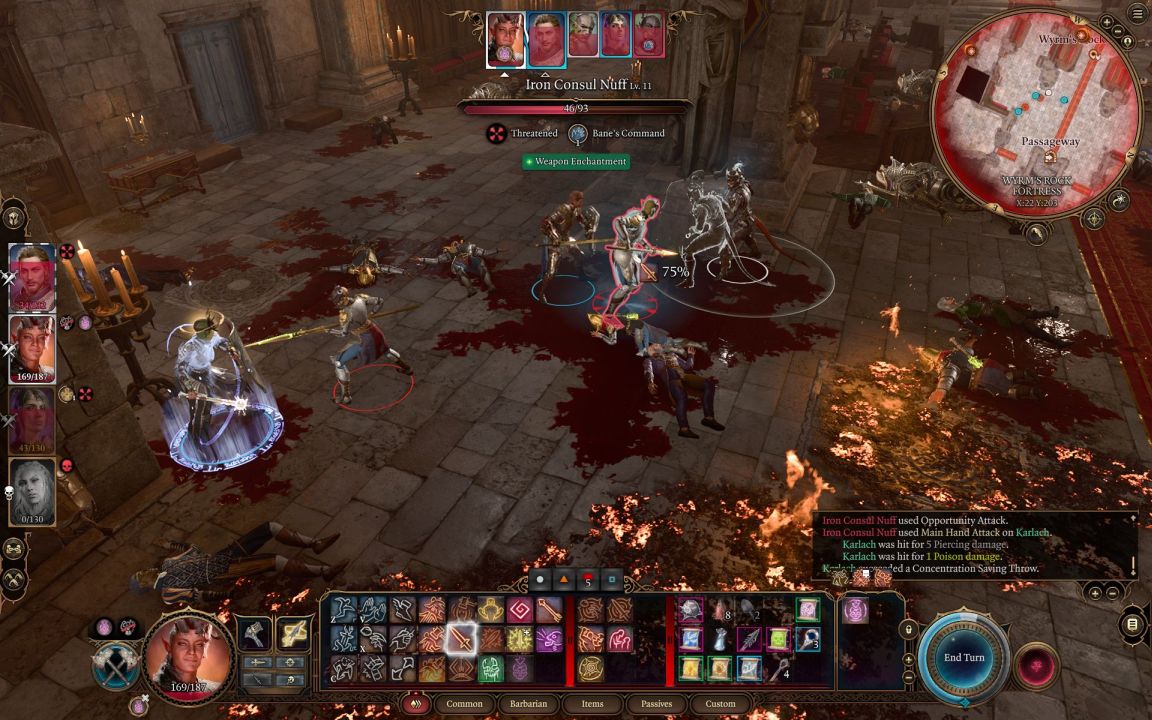 Iron Consul Nuff Lv. 11
46/93
Threatened
Bane's Command
Weapon Enchantment
Wyrm's Rock
Passageway
WYRM'S ROCK
FORTRESS
X:22 Y:203
75%
169/187
43/130
0/130
Iron Consul Nuff used Opportunity Attack.
Iron Consul Nuff used Main Hand Attack on Karlach.
Karlach was hit for 5 Piercing damage.
Karlach was hit for 1 Poison damage.
Karlach succeeded a Concentration Saving Throw.
5
8
2
3
4
169/187
End Turn
Common
Barbarian
Items
Passives
Custom